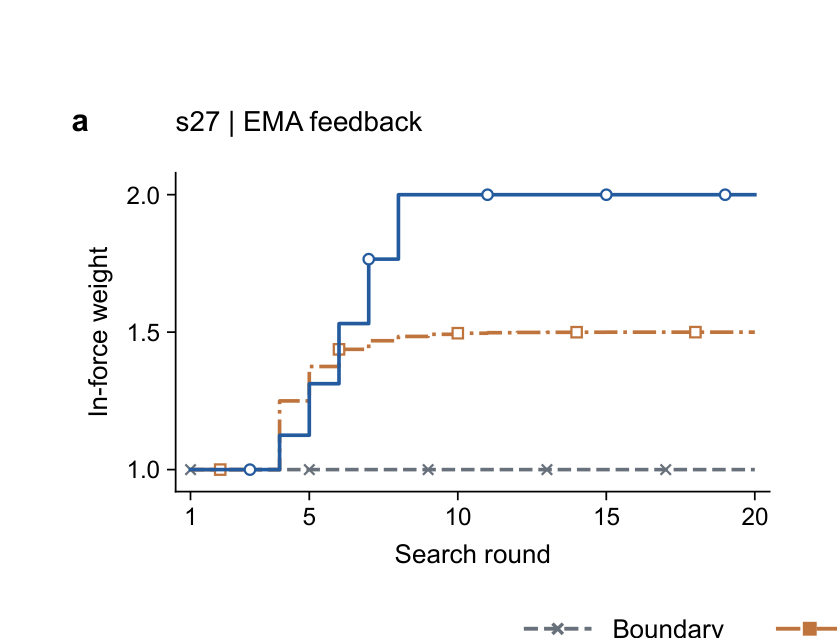 a
s27 | EMA feedback
In-force weight
2.0
1.5
1.0
1 5 10 15 20
Search round
Boundary